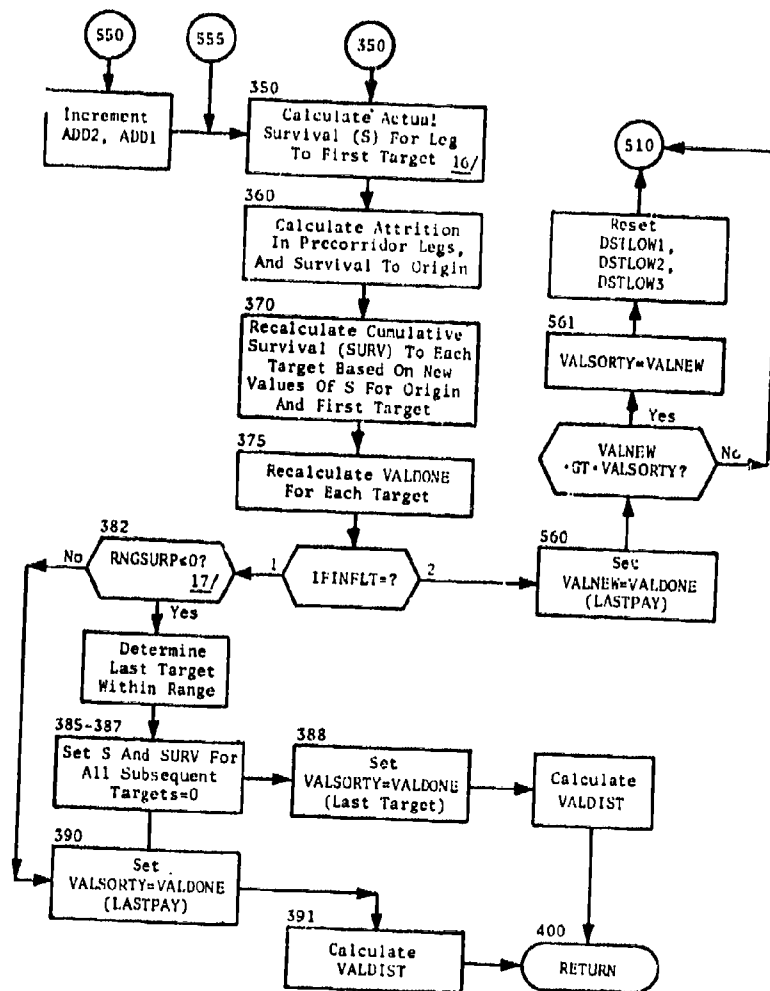 550
555
350
Increment
ADD2, ADD1
350
Calculate Actual
Survival (S) For Leg
To First Target 16/
360
Calculate Attrition
In Precorridor Legs,
And Survival To Origin
370
Recalculate Cumulative
Survival (SURV) To Each
Target Based On New
Values Of S For Origin
And First Target
375
Recalculate VALDONE
For Each Target
510
Reset
DSTLOW1,
DSTLOW2,
DSTLOW3
561
VALSORTY=VALNEW
Yes
VALNEW
.GT.VALSORTY?
No
560
Set
VALNEW=VALDONE
(LASTPAY)
382
No
RNGSURP≤0?
17/
1
IFINFLT=?
2
Yes
Determine
Last Target
Within Range
385-387
Set S And SURV For
All Subsequent
Targets=0
388
Set
VALSORTY=VALDONE
(Last Target)
Calculate
VALDIST
390
Set
VALSORTY=VALDONE
(LASTPAY)
391
Calculate
VALDIST
400
RETURN